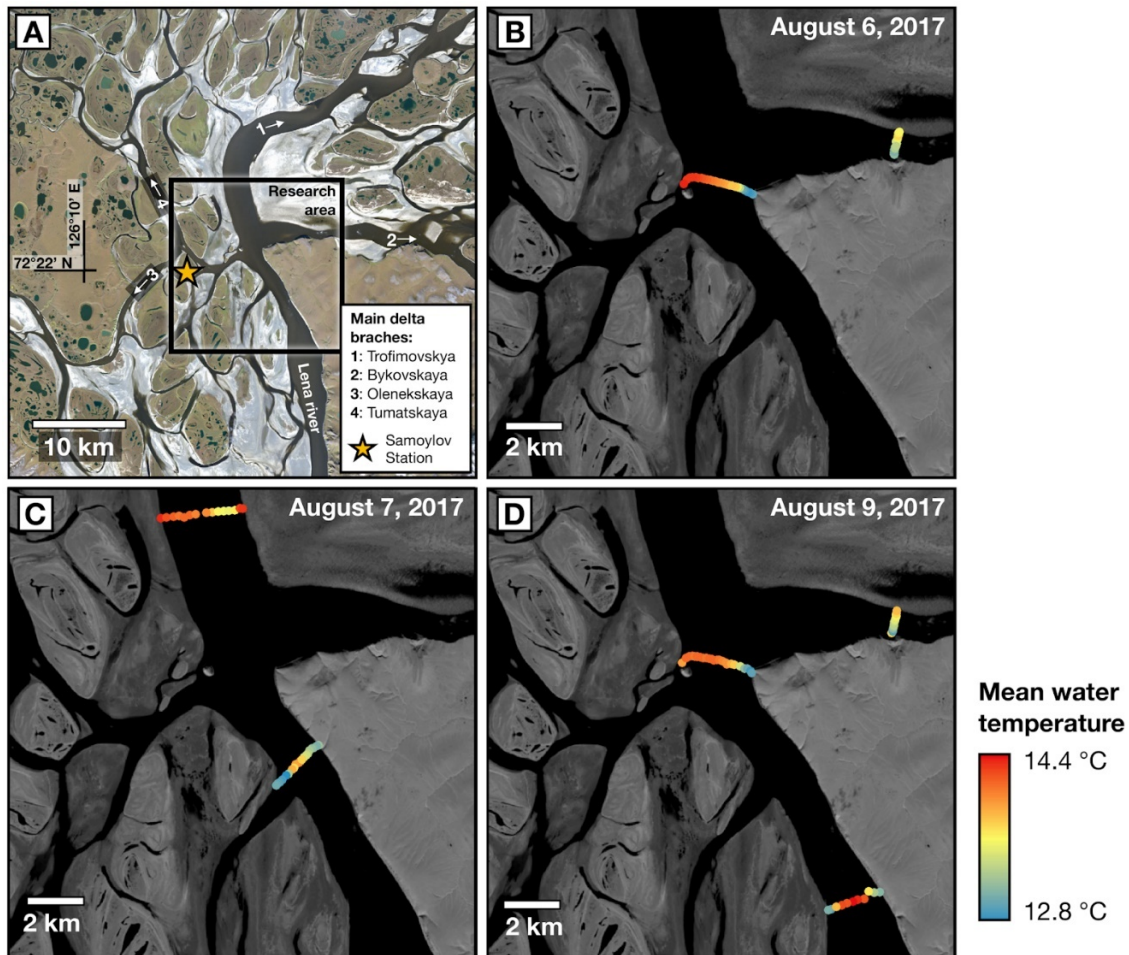 A
1→
4
Research
area
126°10′ E
72°22′ N
3
2→
Lena river
Main delta
braches:
1: Trofimovskya
2: Bykovskaya
3: Olenekskaya
4: Tumatskaya
Samoylov
Station
10 km
B
August 6, 2017
2 km
C
August 7, 2017
2 km
D
August 9, 2017
2 km
Mean water
temperature
14.4 °C
12.8 °C